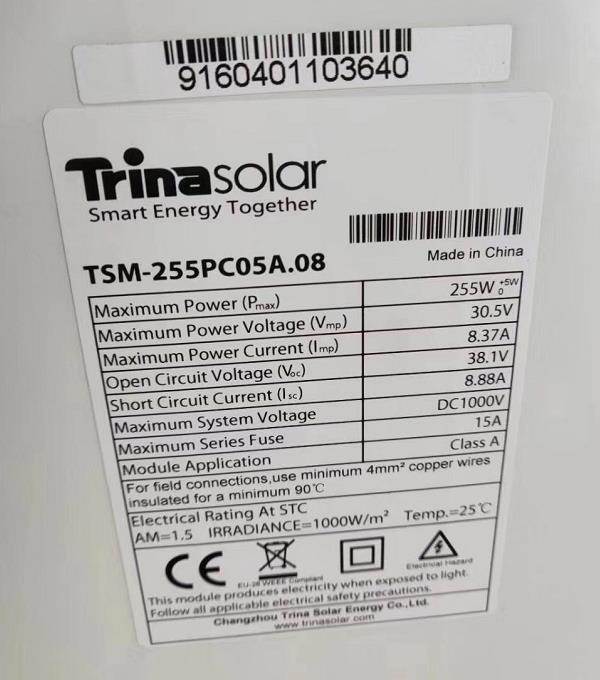 9160401103640
Trinasolar
Smart Energy Together
Made in China
TSM-255PC05A.08
Maximum Power (Pmax) 255W +5W 0
Maximum Power Voltage (Vmp) 30.5V
Maximum Power Current (Imp) 8.37A
Open Circuit Voltage (Voc) 38.1V
Short Circuit Current (Isc) 8.88A
Maximum System Voltage DC1000V
Maximum Series Fuse 15A
Module Application Class A
For field connections,use minimum 4mm² copper wires
insulated for a minimum 90℃
Electrical Rating At STC
AM=1.5 IRRADIANCE=1000W/m² Temp.=25℃
CE
EU-28 WEEE Compliant
Electrical Hazard
This module produces electricity when exposed to light.
Follow all applicable electrical safety precautions.
Changzhou Trina Solar Energy Co.,Ltd.
www.trinasolar.com